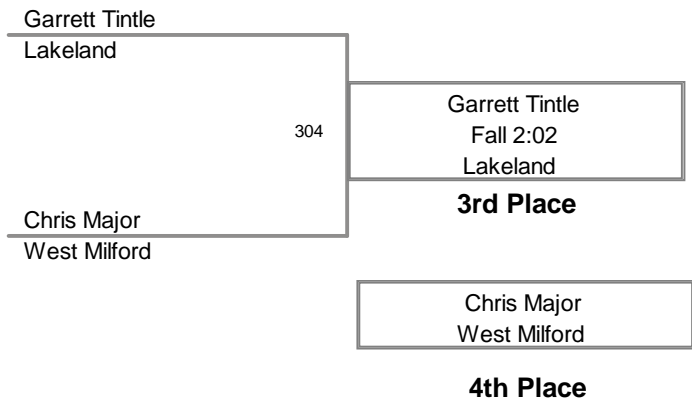 Garrett Tintle
Lakeland
304
Garrett Tintle
Fall 2:02
Lakeland
3rd Place
Chris Major
West Milford
Chris Major
West Milford
4th Place